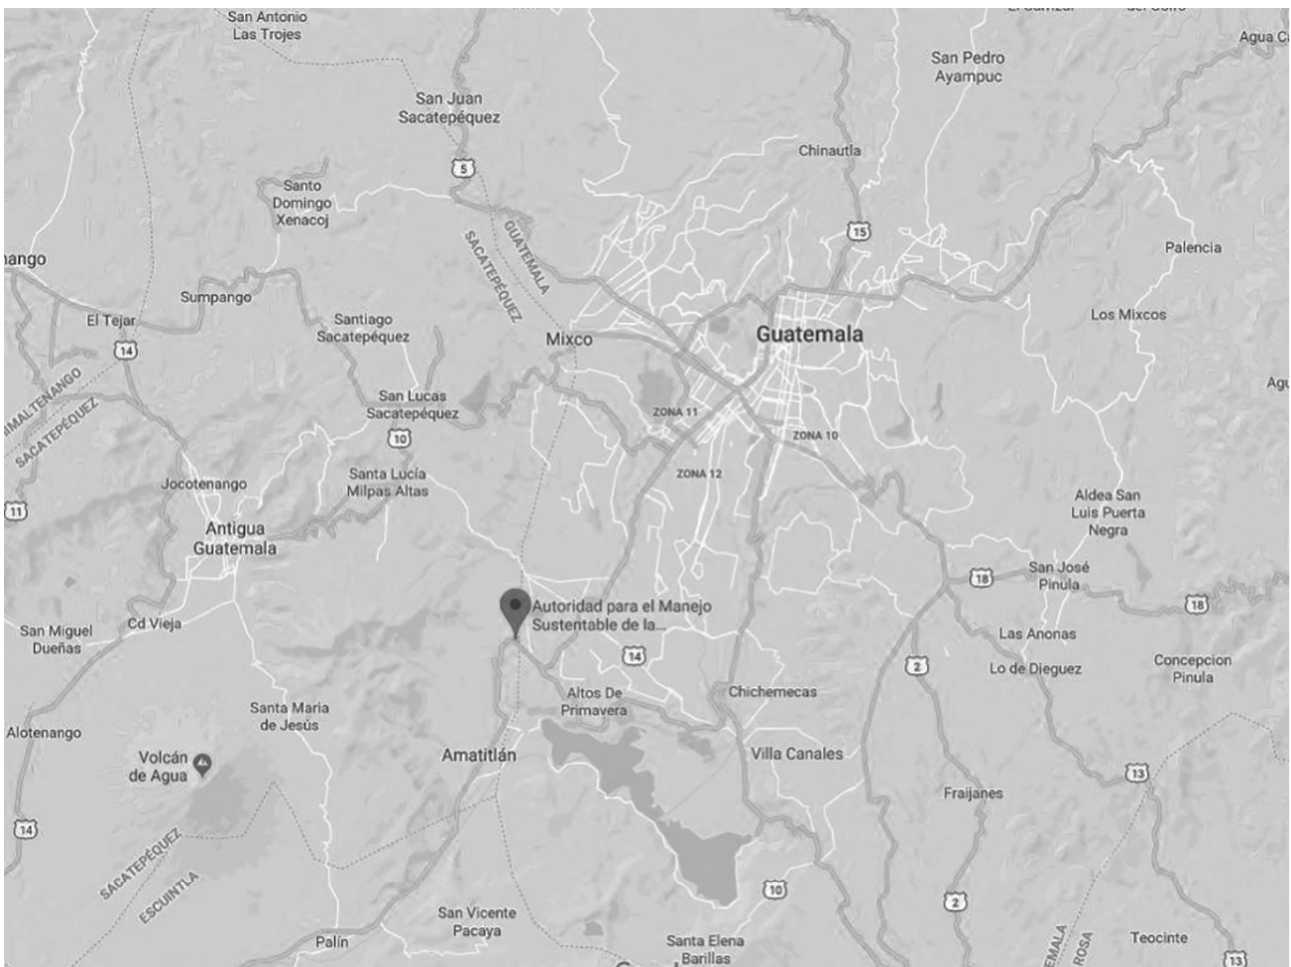 San Antonio
Las Trojes
San Pedro
Ayampuc
Agua
San Juan
Sacatepéquez
5
Chinautla
Santo
Domingo
Xenacoj
15
GUATEMALA
SACATEPÉQUEZ
Palencia
ango
Sumpango
El Tejar
14
Santiago
Sacatepéquez
Los Mixcos
Mixco
Guatemala
IMALTENANGO
SACATEPÉQUEZ
San Lucas
Sacatepéquez
10
ZONA 11
ZONA 10
ZONA 12
Agu
Jocotenango
Santa Lucía
Milpas Altas
11
Aldea San
Luis Puerta
Negra
Antigua
Guatemala
18
San José
Pinula
18
Autoridad para el Manejo
Sustentable de la...
Cd Vieja
San Miguel
Dueñas
Las Anonas
14
2
Lo de Dieguez
Concepcion
Pinula
Altos De
Primavera
Chichemecas
Santa Maria
de Jesús
Alotenango
Volcán
de Agua
Amatitlán
Villa Canales
13
Fraijanes
14
SACATEPÉQUEZ
ESCUINTLA
10
2
San Vicente
Pacaya
Palín
Santa Elena
Barillas
EMALA
ROSA
Teocinte
13